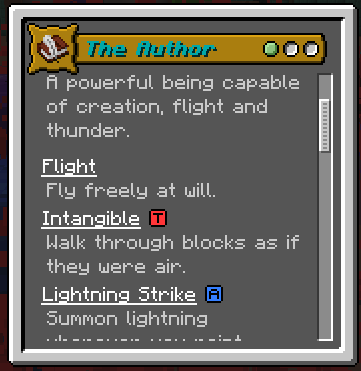 The Author
A powerful being capable
of creation, flight and
thunder.
Flight
Fly freely at will.
Intangible T
Walk through blocks as if
they were air.
Lightning Strike A
Summon lightning